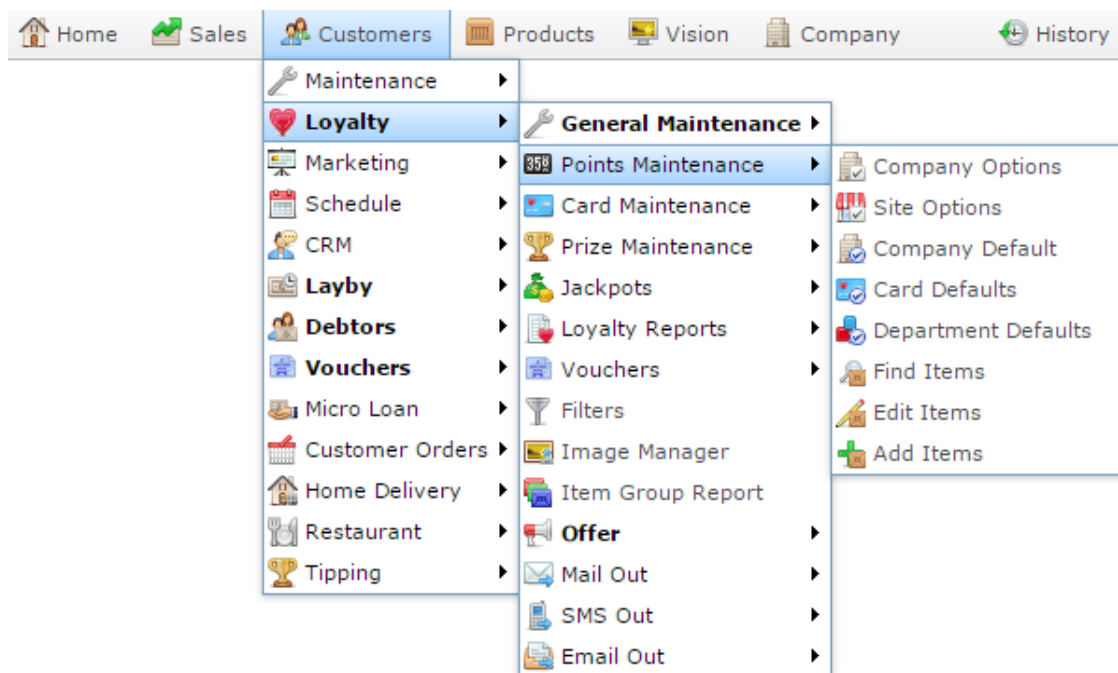 Home Sales Customers Products Vision Company History
Maintenance
Loyalty
Marketing
Schedule
CRM
Layby
Debtors
Vouchers
Micro Loan
Customer Orders
Home Delivery
Restaurant
Tipping
General Maintenance
358 Points Maintenance
Card Maintenance
Prize Maintenance
Jackpots
Loyalty Reports
Vouchers
Filters
Image Manager
Item Group Report
Offer
Mail Out
SMS Out
Email Out
Company Options
Site Options
Company Default
Card Defaults
Department Defaults
Find Items
Edit Items
Add Items